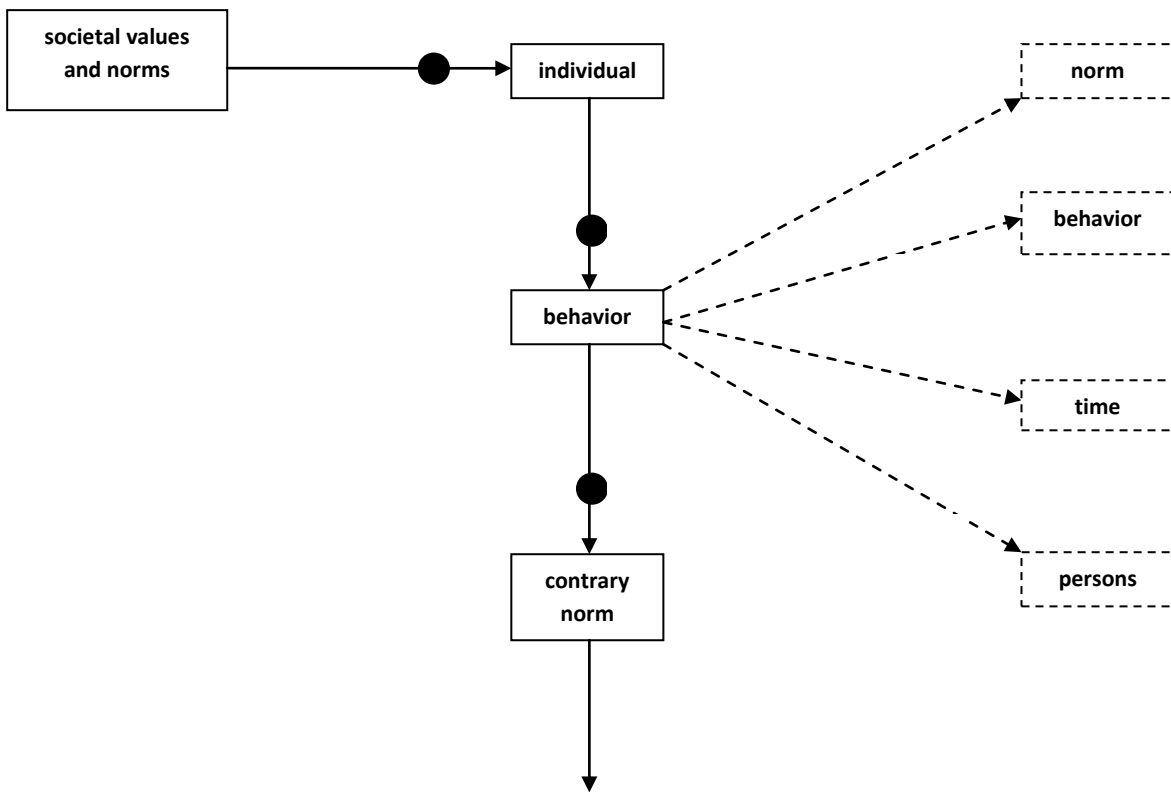 societal values
and norms
individual
norm
behavior
behavior
time
contrary
norm
persons